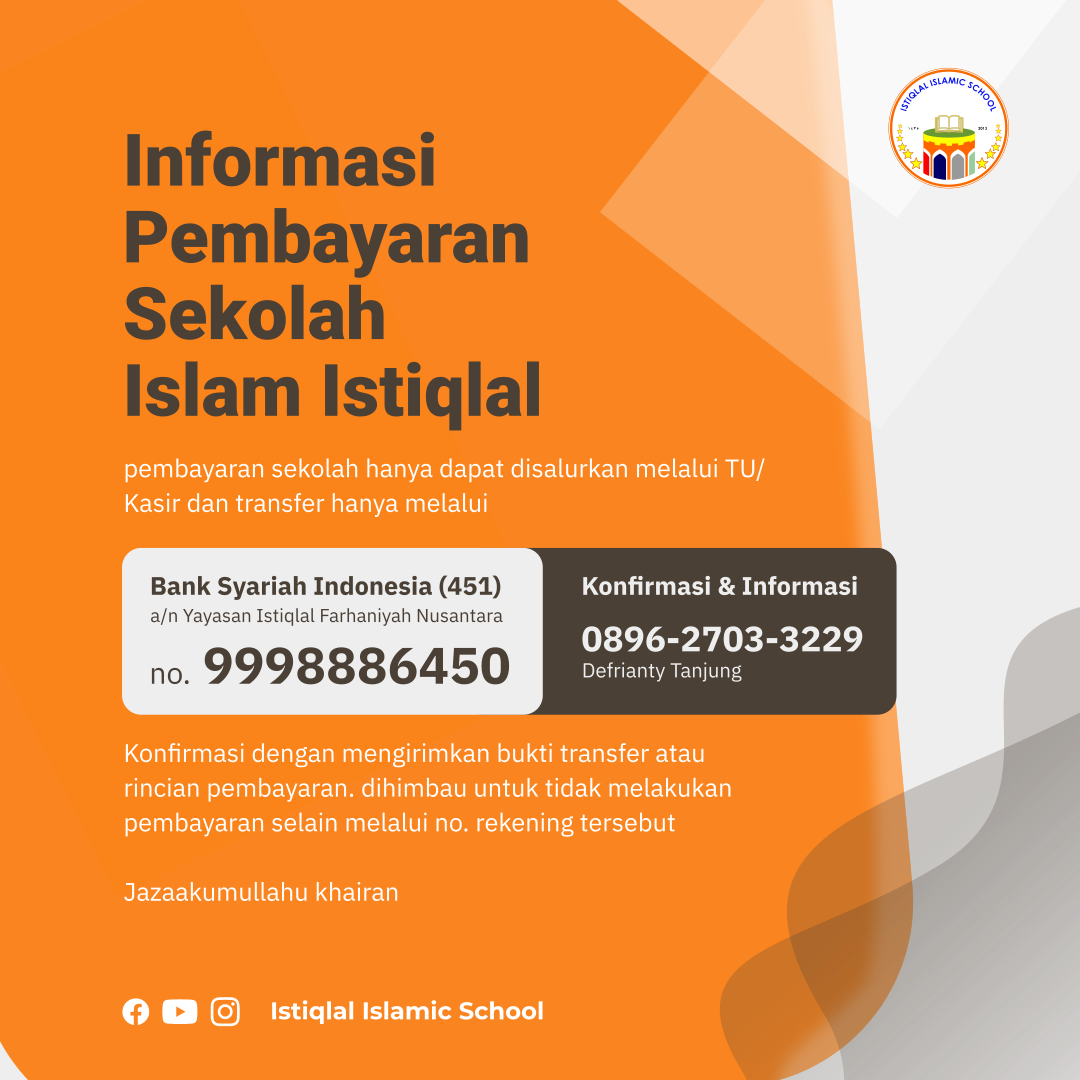 ISTIQLAL ISLAMIC SCHOOL
2013
Informasi
Pembayaran
Sekolah
Islam Istiqlal
pembayaran sekolah hanya dapat disalurkan melalui TU/
Kasir dan transfer hanya melalui
Bank Syariah Indonesia (451)
a/n Yayasan Istiqlal Farhaniyah Nusantara
no. 9998886450
Konfirmasi & Informasi
0896-2703-3229
Defrianty Tanjung
Konfirmasi dengan mengirimkan bukti transfer atau
rincian pembayaran. dihimbau untuk tidak melakukan
pembayaran selain melalui no. rekening tersebut
Jazaakumullahu khairan
Istiqlal Islamic School